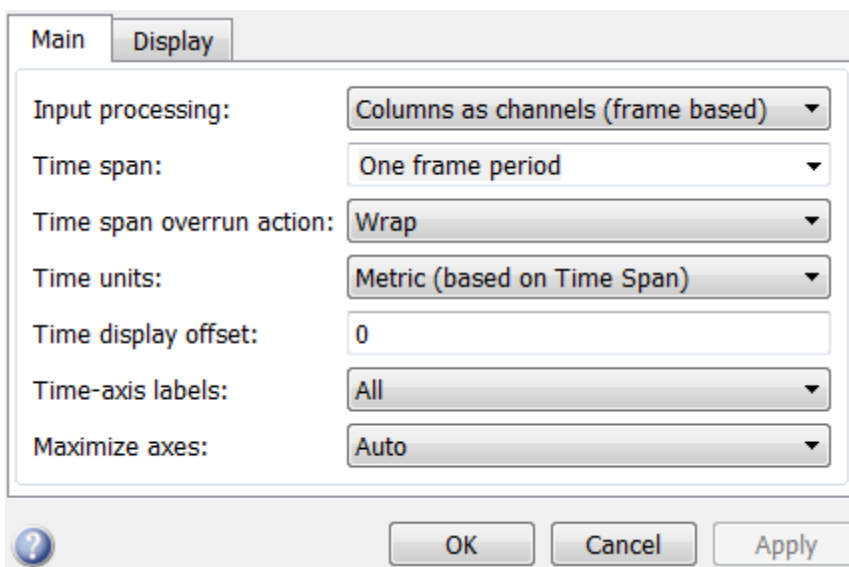 Main Display
Input processing: Columns as channels (frame based)
Time span: One frame period
Time span overrun action: Wrap
Time units: Metric (based on Time Span)
Time display offset: 0
Time-axis labels: All
Maximize axes: Auto
? OK Cancel Apply